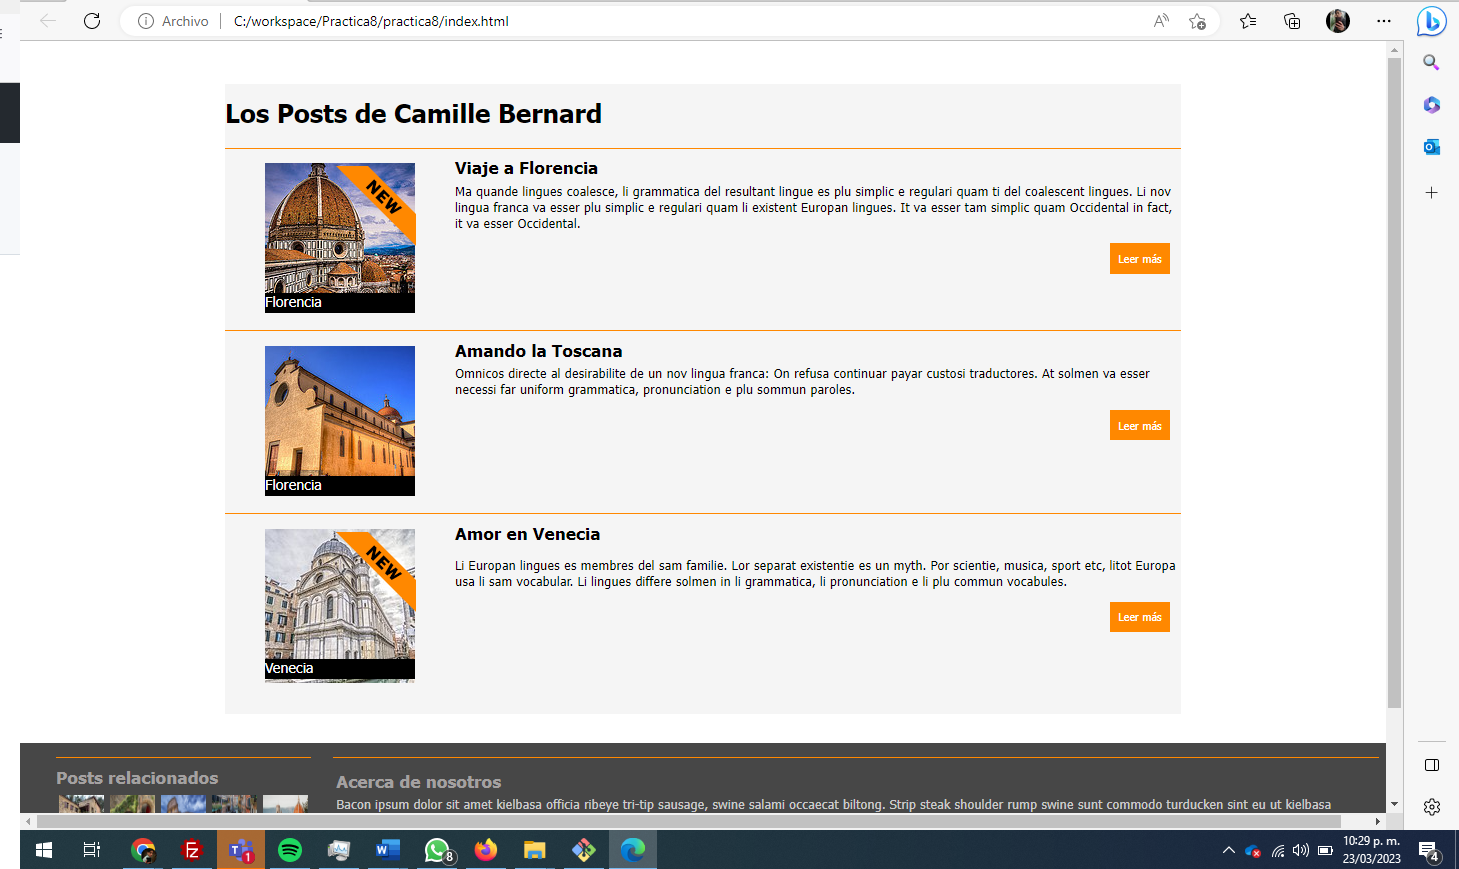 Archivo C:/workspace/Practica8/practica8/index.html
Los Posts de Camille Bernard
NEW
Florencia
Viaje a Florencia
Ma quande lingues coalesce, li grammatica del resultant lingue es plu simplic e regulari quam ti del coalescent lingues. Li nov
lingua franca va esser plu simplic e regulari quam li existent Europan lingues. It va esser tam simplic quam Occidental in fact,
it va esser Occidental.
Leer más
Florencia
Amando la Toscana
Omnicos directe al desirabilite de un nov lingua franca: On refusa continuar payar custosi traductores. At solmen va esser
necessi far uniform grammatica, pronunciation e plu sommun paroles.
Leer más
NEW
Venecia
Amor en Venecia
Li Europan lingues es membres del sam familie. Lor separat existentie es un myth. Por scientie, musica, sport etc, litot Europa
usa li sam vocabular. Li lingues differe solmen in li grammatica, li pronunciation e li plu commun vocabules.
Leer más
Posts relacionados
Acerca de nosotros
Bacon ipsum dolor sit amet kielbasa officia ribeye tri-tip sausage, swine salami occaecat biltong. Strip steak shoulder rump swine sunt commodo turducken sint eu ut kielbasa
1
8
10:29 p. m.
23/03/2023
4